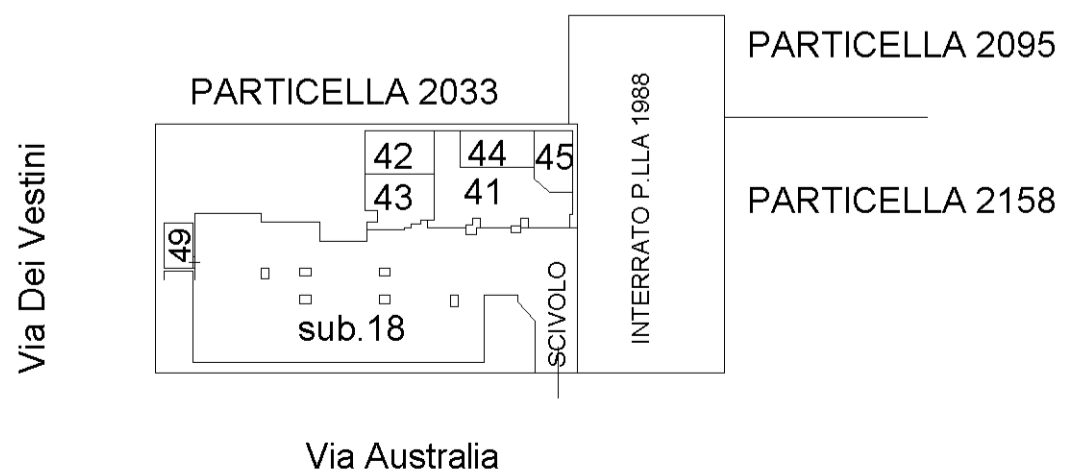 PARTICELLA 2095
PARTICELLA 2033
INTERRATO P.LLA 1988
Via Dei Vestini
42
44
45
43
41
PARTICELLA 2158
49
SCIVOLO
sub.18
Via Australia